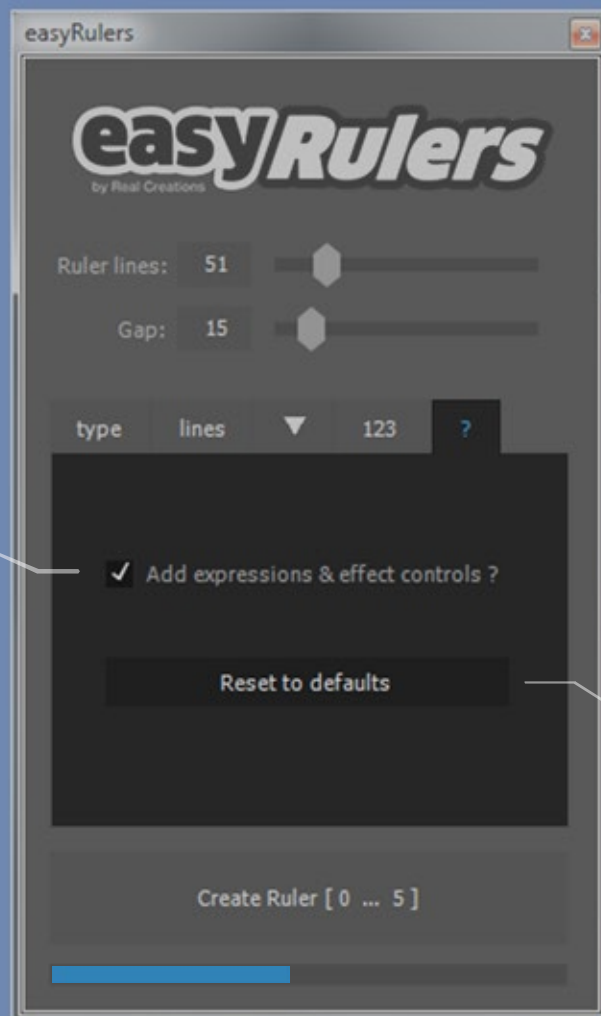 easyRulers
easyRulers
by Real Creations
Ruler lines: 51
Gap: 15
type lines ▼ 123 ?
✓ Add expressions & effect controls ?
Reset to defaults
Create Ruler [ 0 ... 5 ]